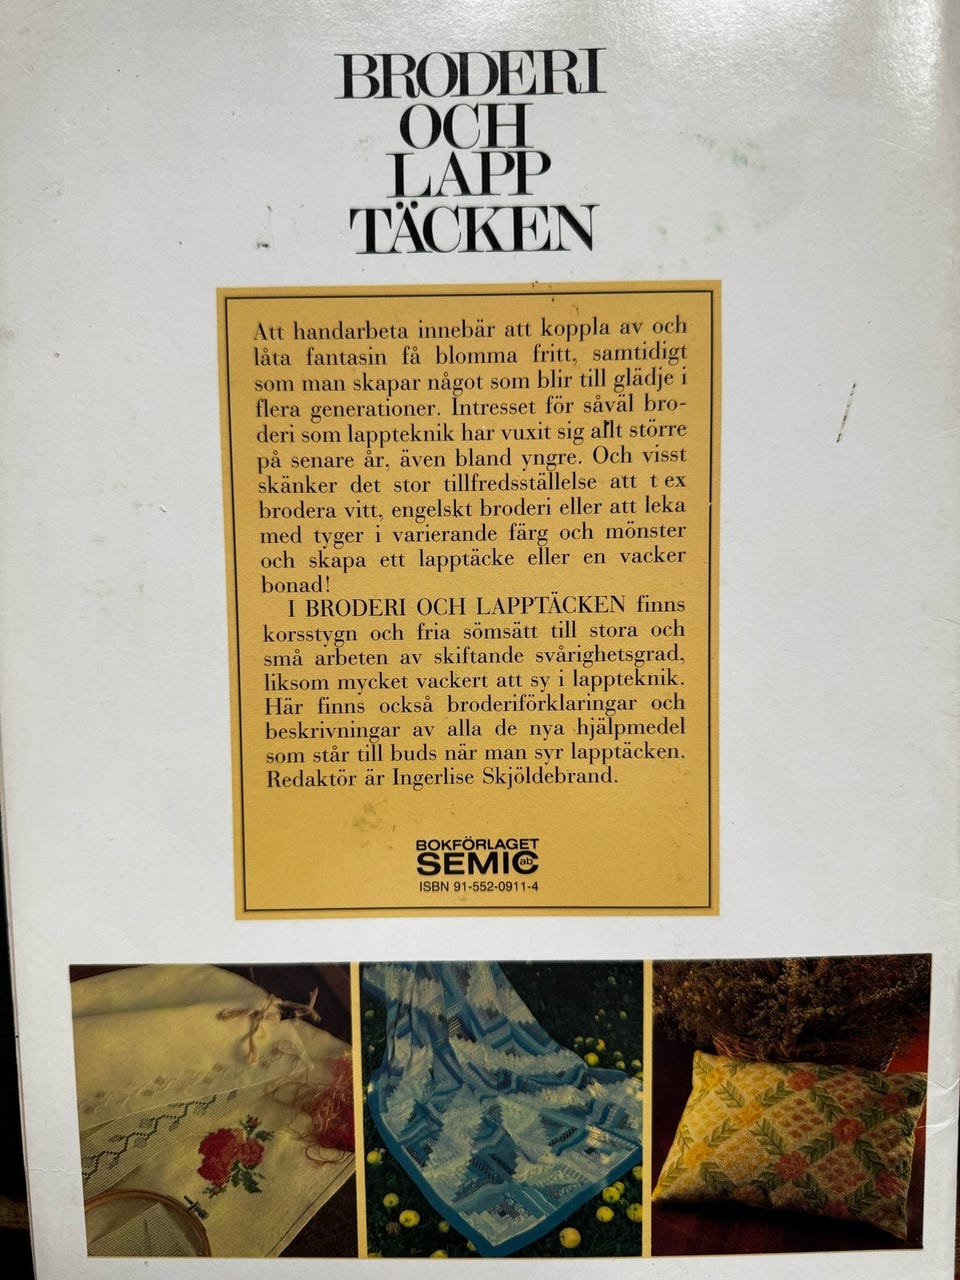 BRODERI
OCH
LAPP
TÄCKEN
Att handarbeta innebär att koppla av och
låta fantasin få blomma fritt, samtidigt
som man skapar något som blir till glädje i
flera generationer. Intresset för såväl bro-
deri som lappteknik har vuxit sig allt större
på senare år, även bland yngre. Och visst
skänker det stor tillfredsställelse att t ex
brodera vitt, engelskt broderi eller att leka
med tyger i varierande färg och mönster
och skapa ett lapptäcke eller en vacker
bonad!
I BRODERI OCH LAPPTÄCKEN finns
korsstygn och fria sömsätt till stora och
små arbeten av skiftande svårighetsgrad,
liksom mycket vackert att sy i lappteknik.
Här finns också broderiförklaringar och
beskrivningar av alla de nya hjälpmedel
som står till buds när man syr lapptäcken.
Redaktör är Ingerlise Skjöldebrand.
BOKFÖRLAGET
SEMIC ab
ISBN 91-552-0911-4